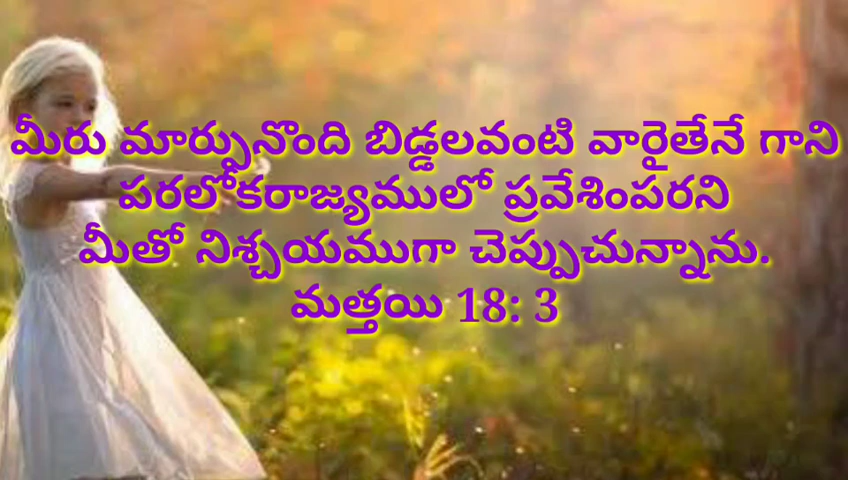 మీరు మార్పునొంది బిడ్డలవంటి వారైతేనే గాని
పరలోకరాజ్యములో ప్రవేశింపరని
మీతో నిశ్చయముగా చెప్పుచున్నాను.
మత్తయి 18: 3